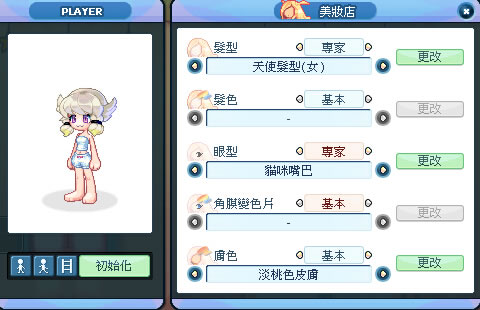 PLAYER
美妝店
髮型
專家
天使髮型(女)
更改
髮色
基本
-
更改
眼型
專家
貓咪嘴巴
更改
角膜變色片
基本
-
更改
膚色
基本
淡桃色皮膚
更改
初始化